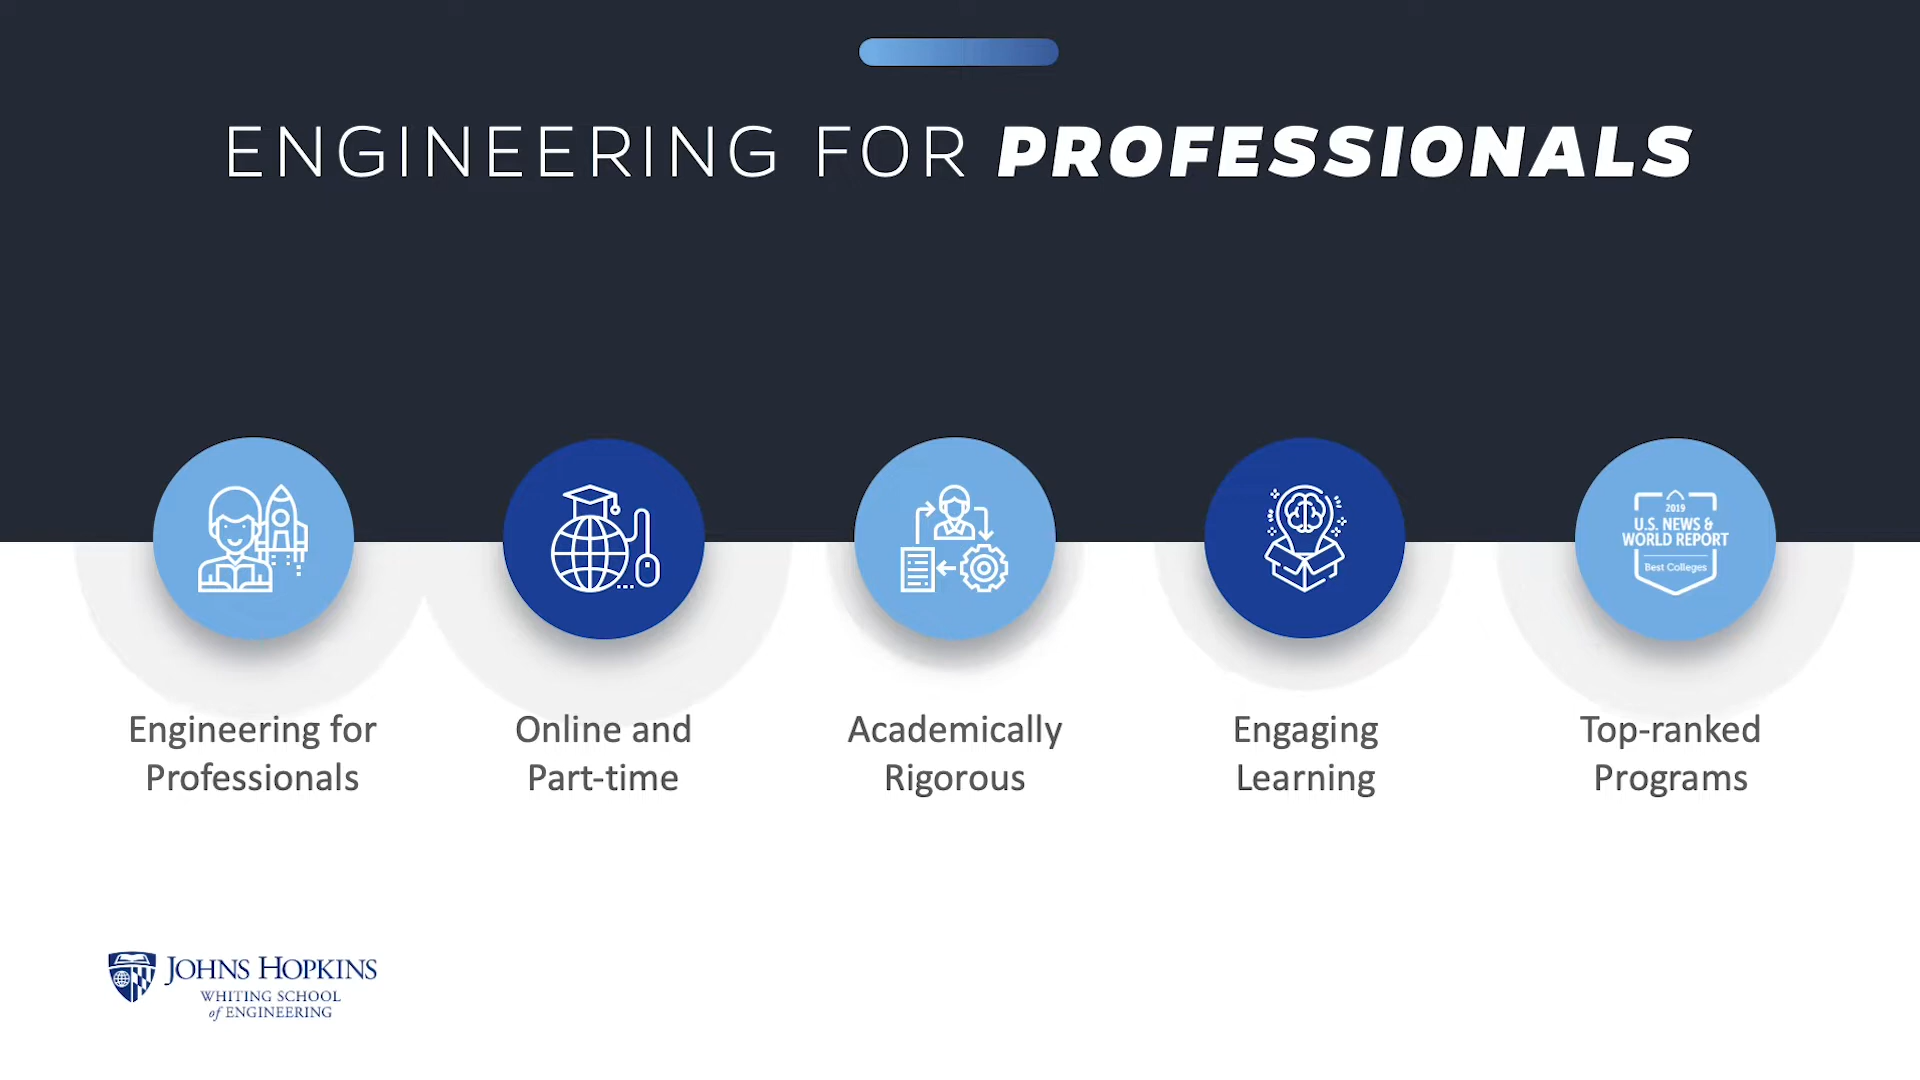 ENGINEERING FOR PROFESSIONALS
2019
U.S. NEWS &
WORLD REPORT
Best Colleges
Engineering for
Professionals
Online and
Part-time
Academically
Rigorous
Engaging
Learning
Top-ranked
Programs
JOHNS HOPKINS
WHITING SCHOOL
of ENGINEERING